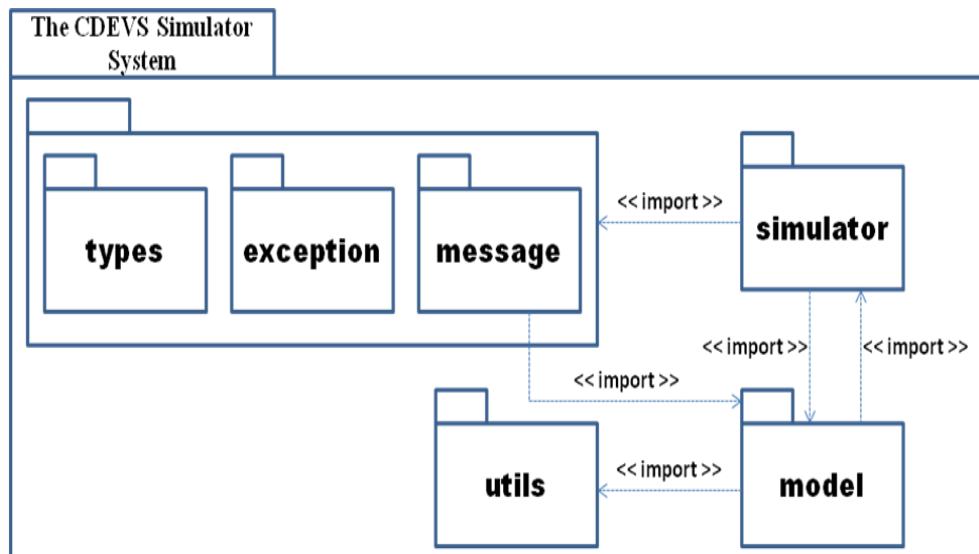 The CDEVS Simulator
System
types
exception
message
<< import >>
simulator
<< import >>
<< import >>
<< import >>
utils
<< import >>
model